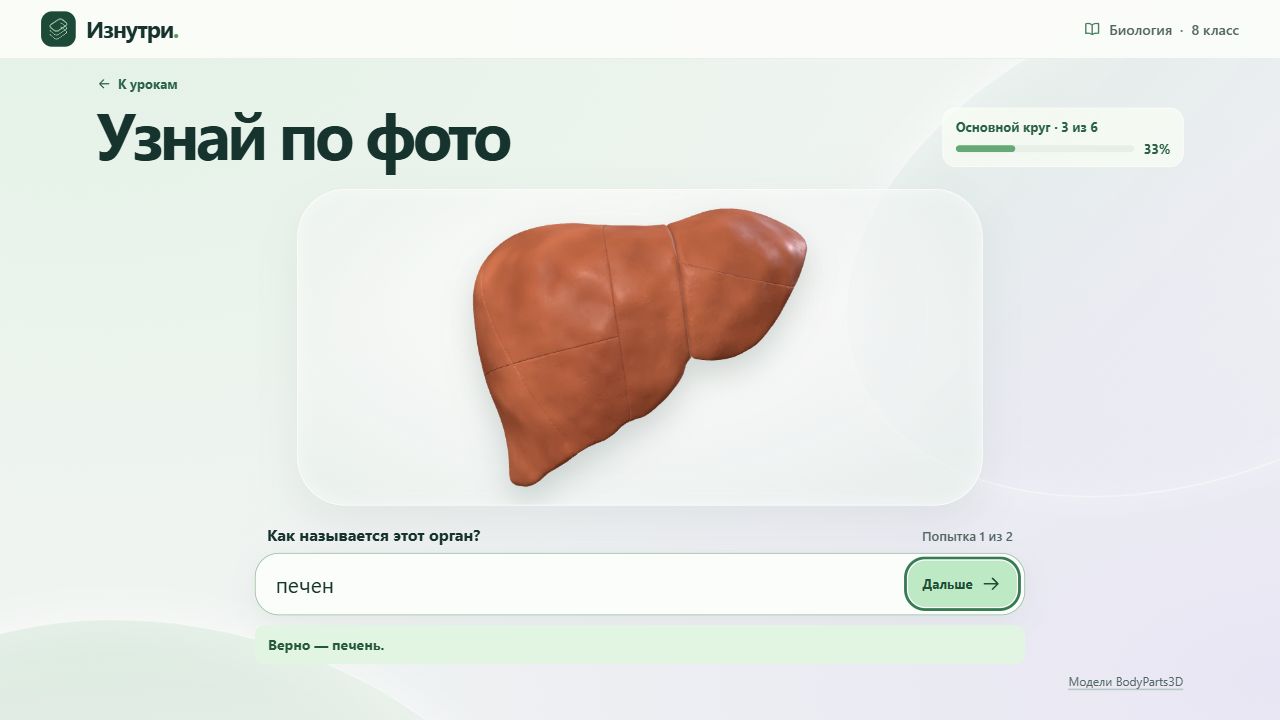 Изнутри.
Биология · 8 класс
← К урокам
Узнай по фото
Основной круг · 3 из 6
33%
Как называется этот орган?
Попытка 1 из 2
печен
Дальше →
Верно — печень.
Модели BodyParts3D